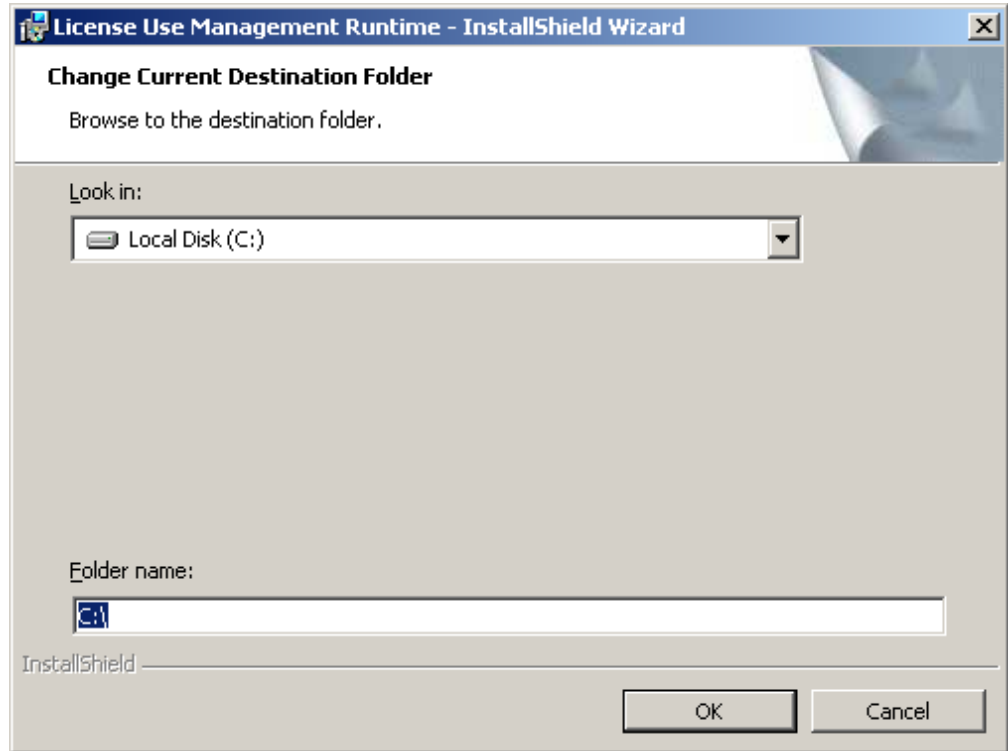 License Use Management Runtime - InstallShield Wizard
Change Current Destination Folder
Browse to the destination folder.
Look in:
Local Disk (C:)
Folder name:
C:\
InstallShield
OK Cancel